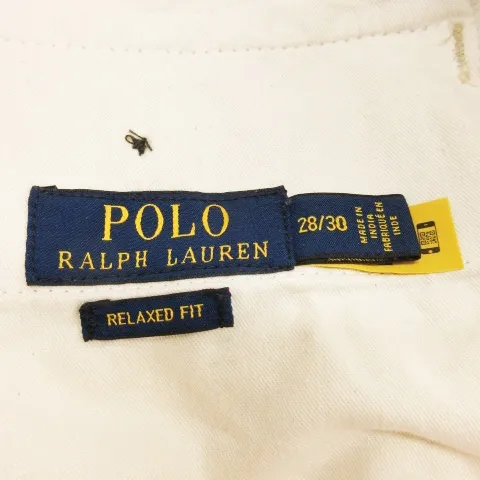 POLO
RALPH LAUREN
28/30
MADE IN
INDIA
FABRIQUÉ EN
INDE
RELAXED FIT